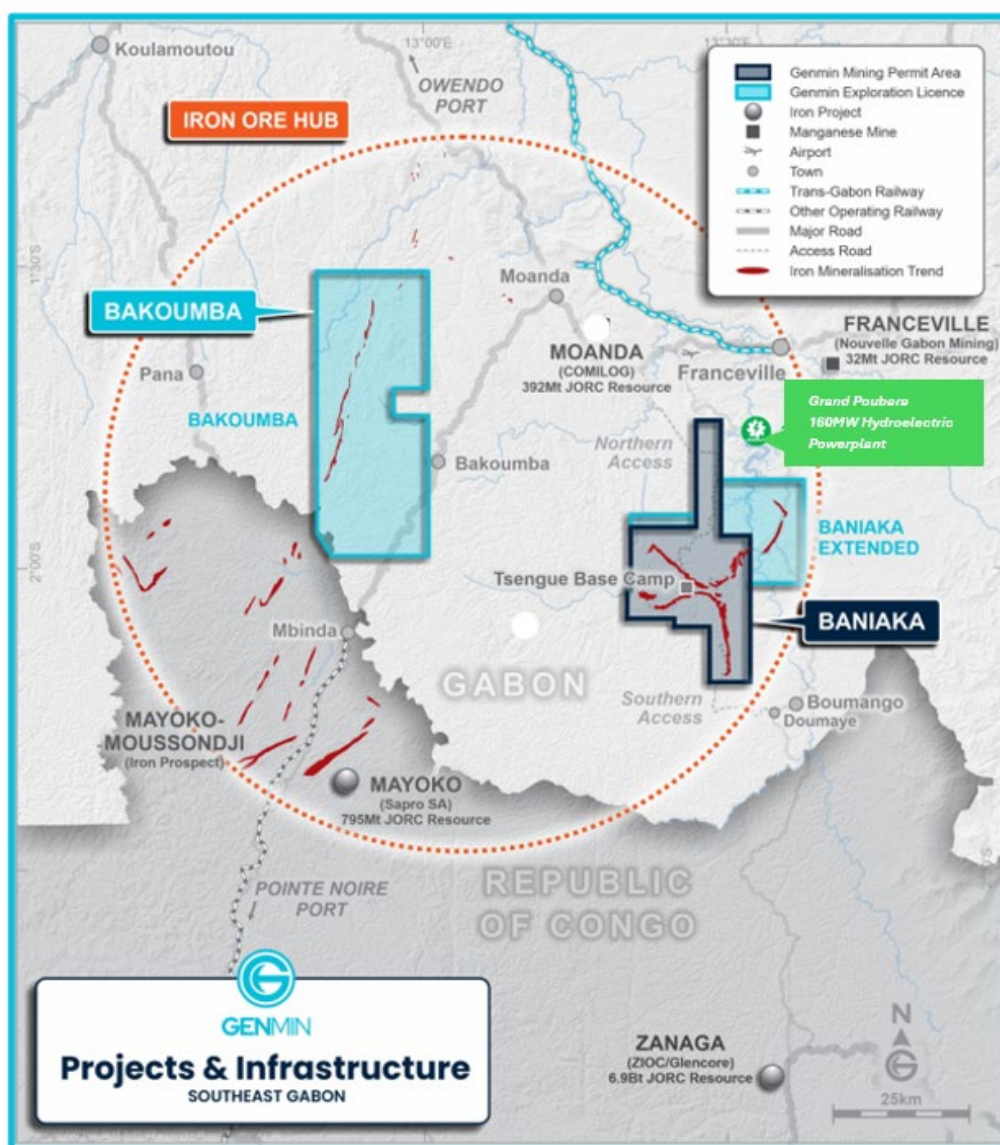 Koulamoutou
13°00'E
13°30'E
OWENDO
PORT
IRON ORE HUB
Genmin Mining Permit Area
Genmin Exploration Licence
Iron Project
Manganese Mine
Airport
Town
Trans-Gabon Railway
Other Operating Railway
Major Road
Access Road
Iron Mineralisation Trend
1°30'S
Moanda
BAKOUMBA
FRANCEVILLE
(Nouvelle Gabon Mining)
32Mt JORC Resource
MOANDA
(COMILOG)
392Mt JORC Resource
Franceville
Pana
Grand Poubara
160MW Hydroelectric
Powerplant
BAKOUMBA
Northern
Access
Bakoumba
BANIAKA
EXTENDED
2°00'S
Tsengue Base Camp
BANIAKA
Mbinda
GABON
Southern
Access
Boumango
Doumaye
MAYOKO-
MOUSSONDJI
(Iron Prospect)
MAYOKO
(Sapro SA)
795Mt JORC Resource
REPUBLIC
OF CONGO
POINTE NOIRE
PORT
GENMIN
Projects & Infrastructure
SOUTHEAST GABON
ZANAGA
(ZIOC/Glencore)
6.9Bt JORC Resource
N
25km